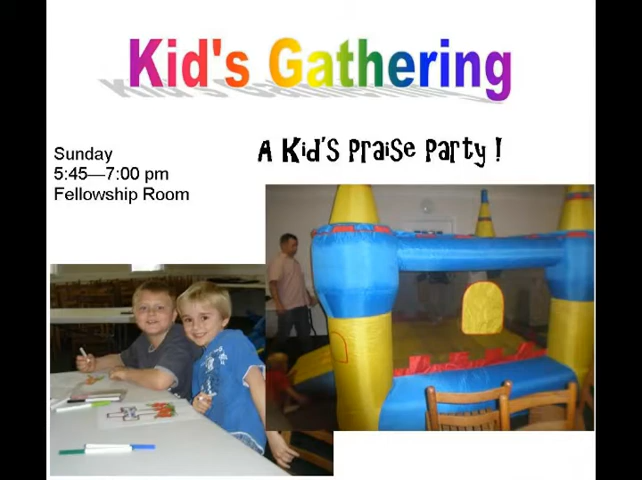 Kid's Gathering
A Kid's Praise Party !
Sunday
5:45—7:00 pm
Fellowship Room